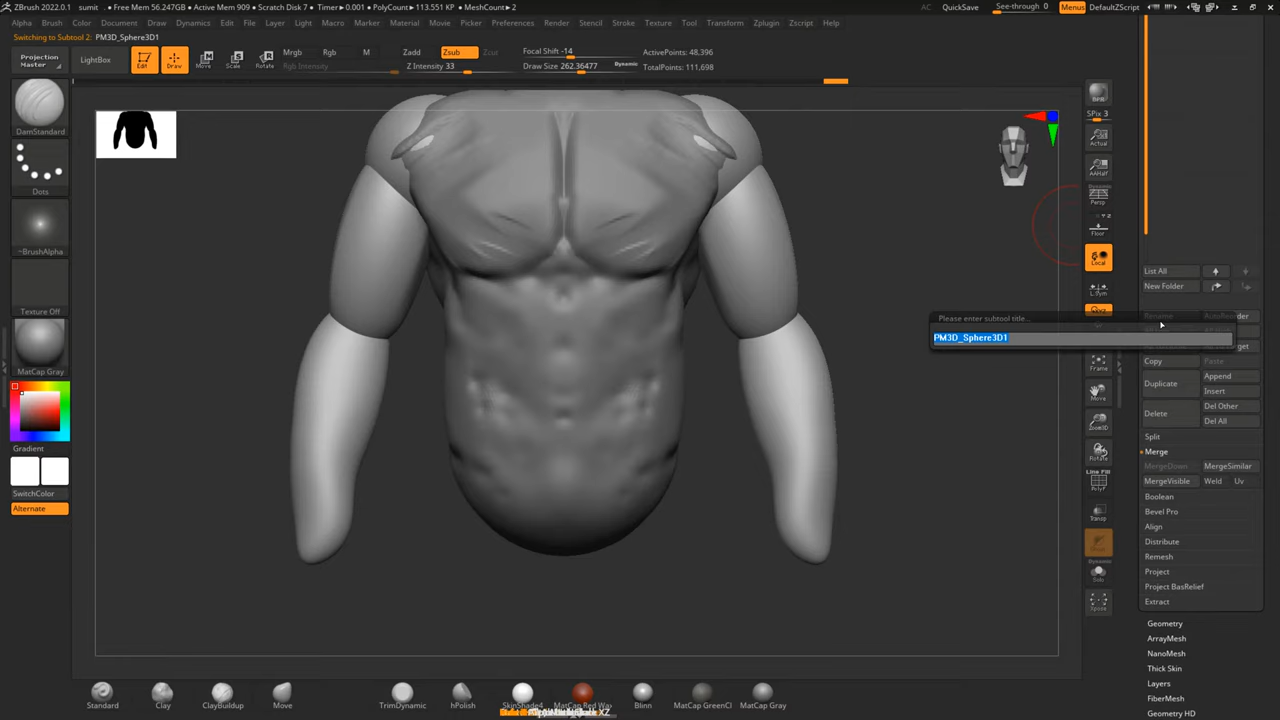 ZBrush 2022.0.1 sumit • Free Mem 56.247GB • Active Mem 909 • Scratch Disk 7 • Timer▶0.001 • PolyCount▶113.551 KP • MeshCount▶2 AC QuickSave See-through 0 Menus DefaultZScript
Alpha Brush Color Document Draw Dynamics Edit File Layer Light Macro Marker Material Movie Picker Preferences Render Stencil Stroke Texture Tool Transform Zplugin Zscript Help
Switching to Subtool 2: PM3D_Sphere3D1
Projection
Master
LightBox
Edit
Draw
Move
Scale
Rotate
Mrgb Rgb M
Rgb Intensity
Zadd Zsub Zcut
Z Intensity 33
Focal Shift -14
Draw Size 262.36477 Dynamic
ActivePoints: 48,396
TotalPoints: 111,698
DamStandard
Dots
~BrushAlpha
Texture Off
MatCap Gray
Gradient
SwitchColor
Alternate
BPR
SPix 3
Actual
AAHalf
Dynamic
Persp
Floor
Local
L.Sym
Frame
Move
Zoom3D
Rotate
Line Fill
PolyF
Transp
Dynamic
Solo
Xpose
List All
New Folder
Rename AutoReorder
Please enter subtool title...
PM3D_Sphere3D1
Copy Paste
Duplicate
Append
Insert
Delete
Del Other
Del All
Split
Merge
MergeDown MergeSimilar
MergeVisible Weld Uv
Boolean
Bevel Pro
Align
Distribute
Remesh
Project
Project BasRelief
Extract
Geometry
ArrayMesh
NanoMesh
Thick Skin
Layers
FiberMesh
Geometry HD
Standard Clay ClayBuildup Move TrimDynamic hPolish SkinShade4 MatCap Red Wax Blinn MatCap GreenCl MatCap Gray